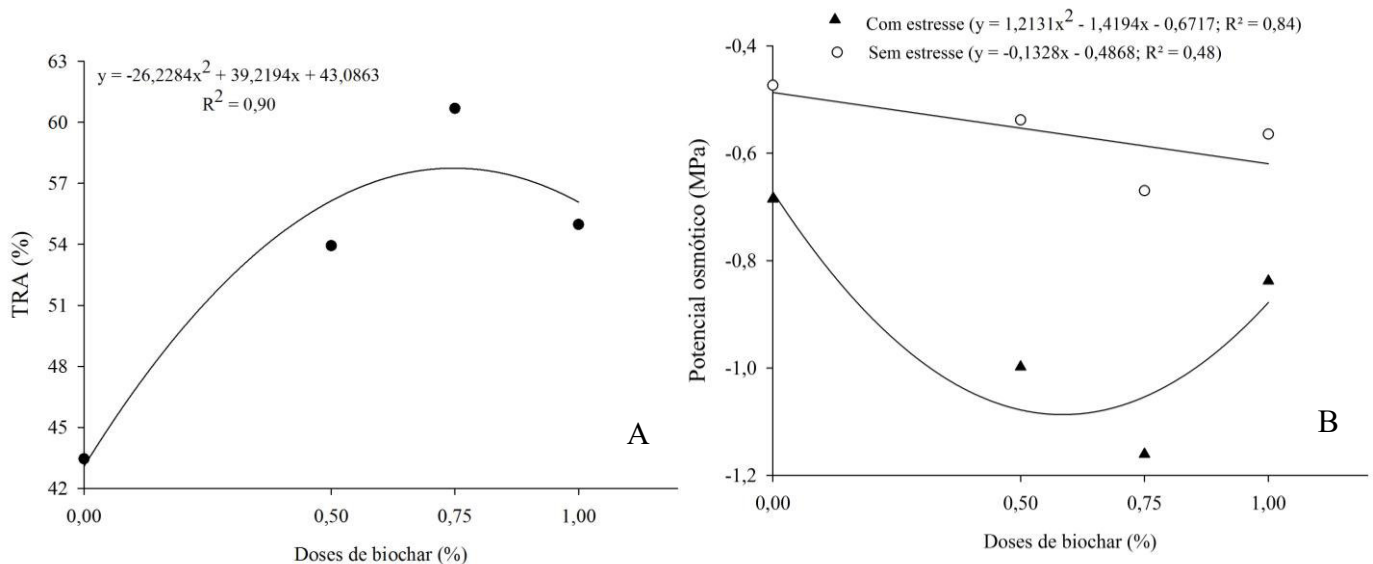 y = -26,2284x² + 39,2194x + 43,0863
R² = 0,90
63
60
57
54
51
48
45
42
TRA (%)
0,00
0,50
0,75
1,00
Doses de biochar (%)
A
Com estresse (y = 1,2131x² - 1,4194x - 0,6717; R² = 0,84)
Sem estresse (y = -0,1328x - 0,4868; R² = 0,48)
-0,4
-0,6
-0,8
-1,0
-1,2
Potencial osmótico (MPa)
0,00
0,50
0,75
1,00
Doses de biochar (%)
B